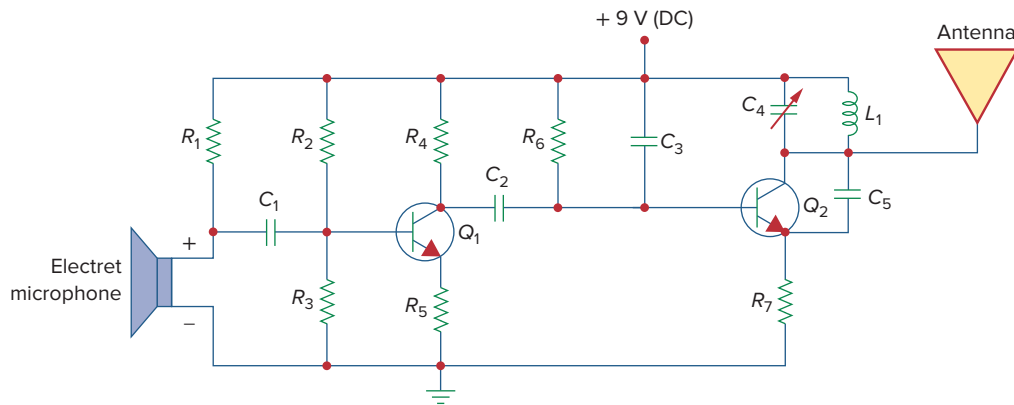 + 9 V (DC)
Antenna
R1
R2
R4
R6
C3
C4
L1
C1
C2
Q1
Q2
C5
+
Electret
microphone
−
R3
R5
R7